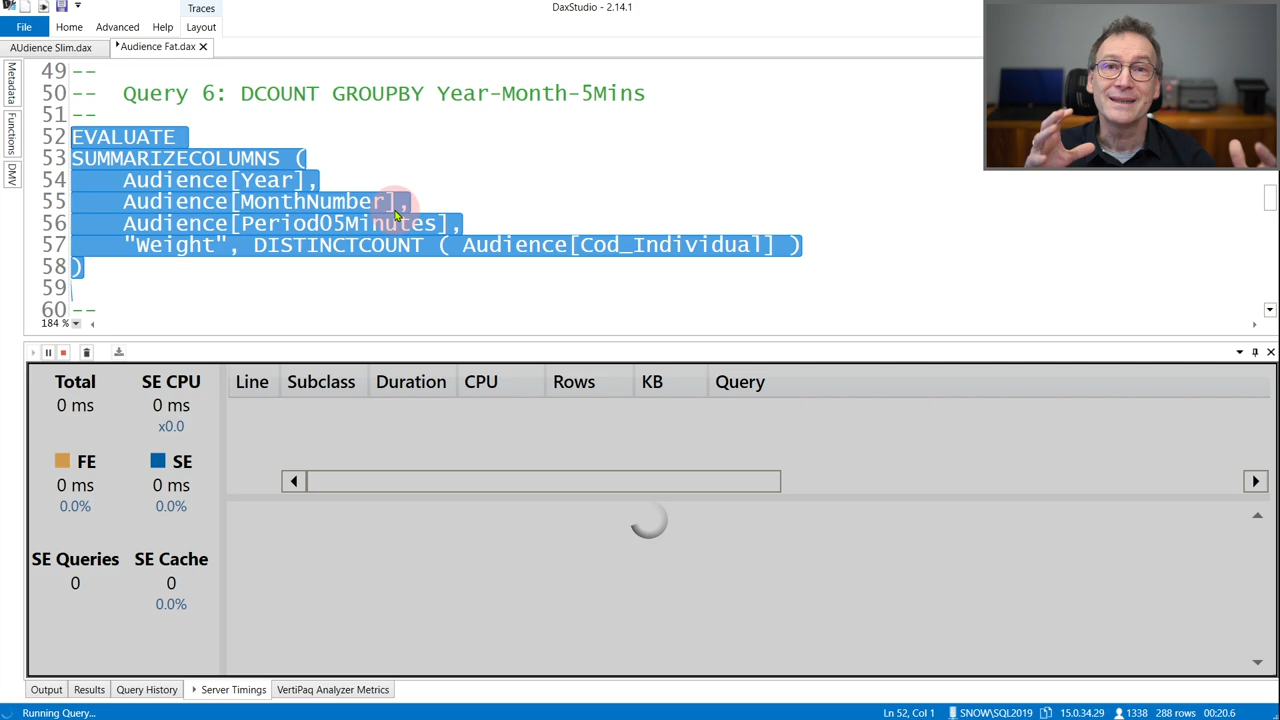 Traces
DaxStudio - 2.14.1
File Home Advanced Help Layout
AUdience Slim.dax Audience Fat.dax
Metadata
Functions
DMV
49 --
50 -- Query 6: DCOUNT GROUPBY Year-Month-5Mins
51 --
52 EVALUATE
53 SUMMARIZECOLUMNS (
54 Audience[Year],
55 Audience[MonthNumber],
56 Audience[Period05Minutes],
57 "Weight", DISTINCTCOUNT ( Audience[Cod_Individual] )
58 )
59
60 --
184 %
Total SE CPU
0 ms 0 ms
x0.0
FE SE
0 ms 0 ms
0.0% 0.0%
SE Queries SE Cache
0 0
0.0%
Line Subclass Duration CPU Rows KB Query
Output Results Query History Server Timings VertiPaq Analyzer Metrics
Running Query... Ln 52, Col 1 SNOW\SQL2019 15.0.34.29 1338 288 rows 00:20.6